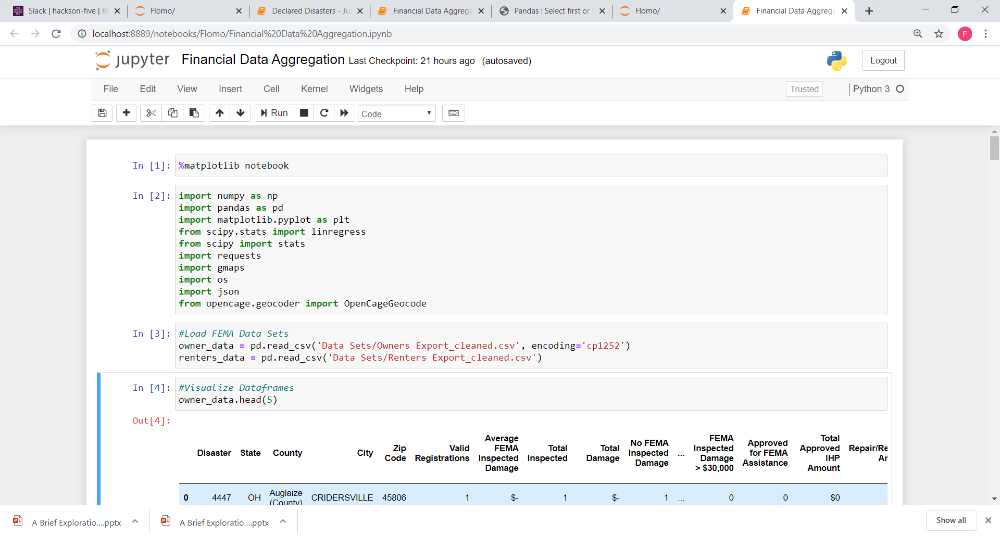 Slack | hackson-five | R
Flomo/
Declared Disasters - Ju
Financial Data Aggrega
Pandas : Select first or
Flomo/
Financial Data Aggrega
localhost:8889/notebooks/Flomo/Financial%20Data%20Aggregation.ipynb
F
jupyter Financial Data Aggregation Last Checkpoint: 21 hours ago (autosaved)
Logout
File Edit View Insert Cell Kernel Widgets Help
Trusted
Python 3
Run
Code
In [1]: %matplotlib notebook
In [2]: import numpy as np
import pandas as pd
import matplotlib.pyplot as plt
from scipy.stats import linregress
from scipy import stats
import requests
import gmaps
import os
import json
from opencage.geocoder import OpenCageGeocode
In [3]: #Load FEMA Data Sets
owner_data = pd.read_csv('Data Sets/Owners Export_cleaned.csv', encoding='cp1252')
renters_data = pd.read_csv('Data Sets/Renters Export_cleaned.csv')
In [4]: #Visualize Dataframes
owner_data.head(5)
Out[4]:
Disaster
State
County
City
Zip
Code
Valid
Registrations
Average
FEMA
Inspected
Damage
Total
Inspected
Total
Damage
No FEMA
Inspected
Damage
...
FEMA
Inspected
Damage
> $30,000
Approved
for FEMA
Assistance
Total
Approved
IHP
Amount
Repair/Re
Ar
0 4447 OH Auglaize (County) CRIDERSVILLE 45806 1 $- 1 $- 1 ... 0 0 $0
A Brief Exploratio....pptx
A Brief Exploratio....pptx
Show all